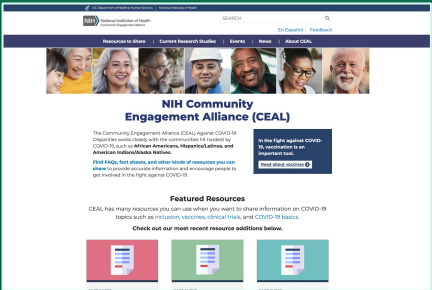 U.S. Department of Health & Human Services | National Institutes of Health
NIH National Institutes of Health
Community Engagement Alliance
SEARCH
En Español | Feedback
Resources to Share | Current Research Studies | Events | News | About CEAL
NIH Community
Engagement Alliance (CEAL)
The Community Engagement Alliance (CEAL) Against COVID-19
Disparities works closely with the communities hit hardest by
COVID-19, such as African Americans, Hispanics/Latinos, and
American Indians/Alaska Natives.
Find FAQs, fact sheets, and other kinds of resources you can
share to provide accurate information and encourage people to
get involved in the fight against COVID-19.
In the fight against COVID-
19, vaccination is an
important tool.
Read about vaccines
Featured Resources
CEAL has many resources you can use when you want to share information on COVID-19
topics such as inclusion, vaccines, clinical trials, and COVID-19 basics.
Check out our most recent resource additions below.